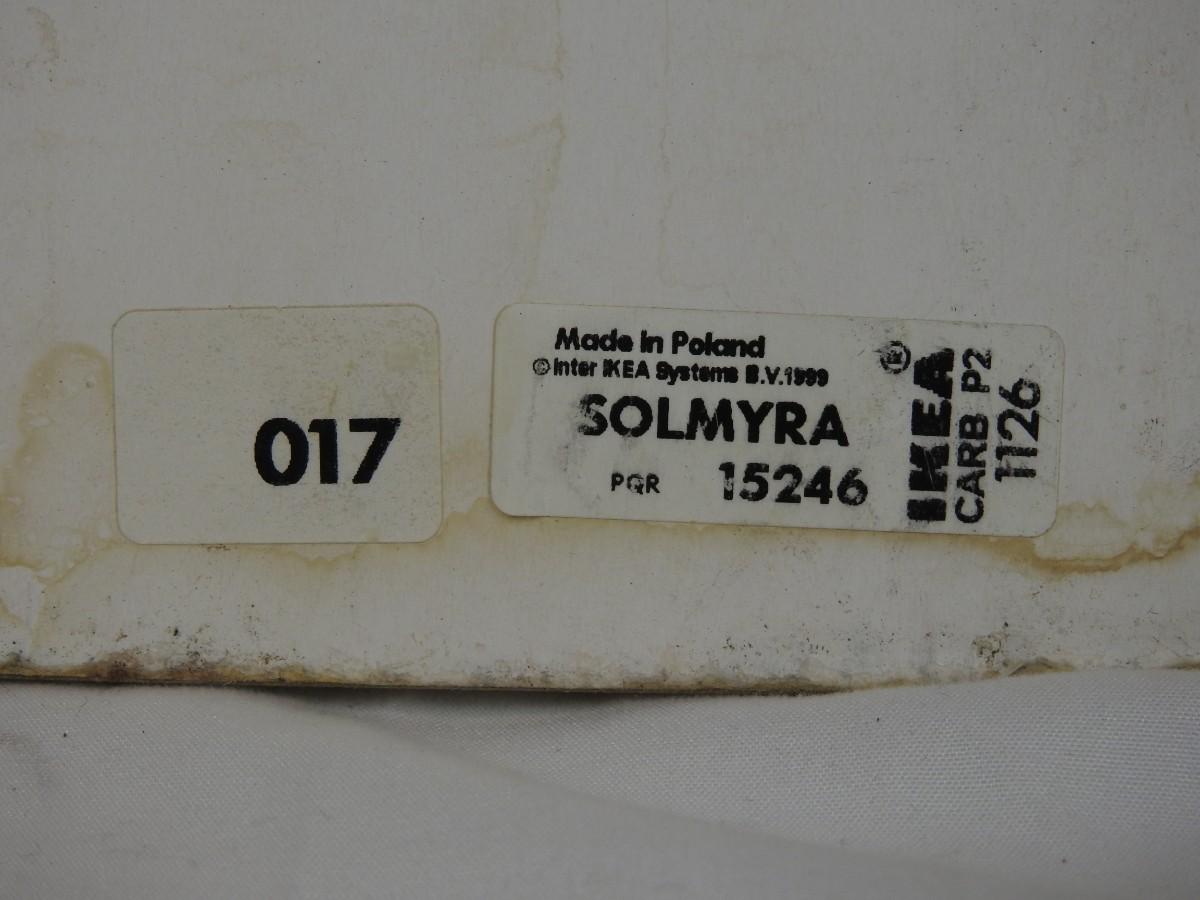 017
Made in Poland
© Inter IKEA Systems B.V. 1999
SOLMYRA
PQR 15246
IKEA®
CARB P2
1126